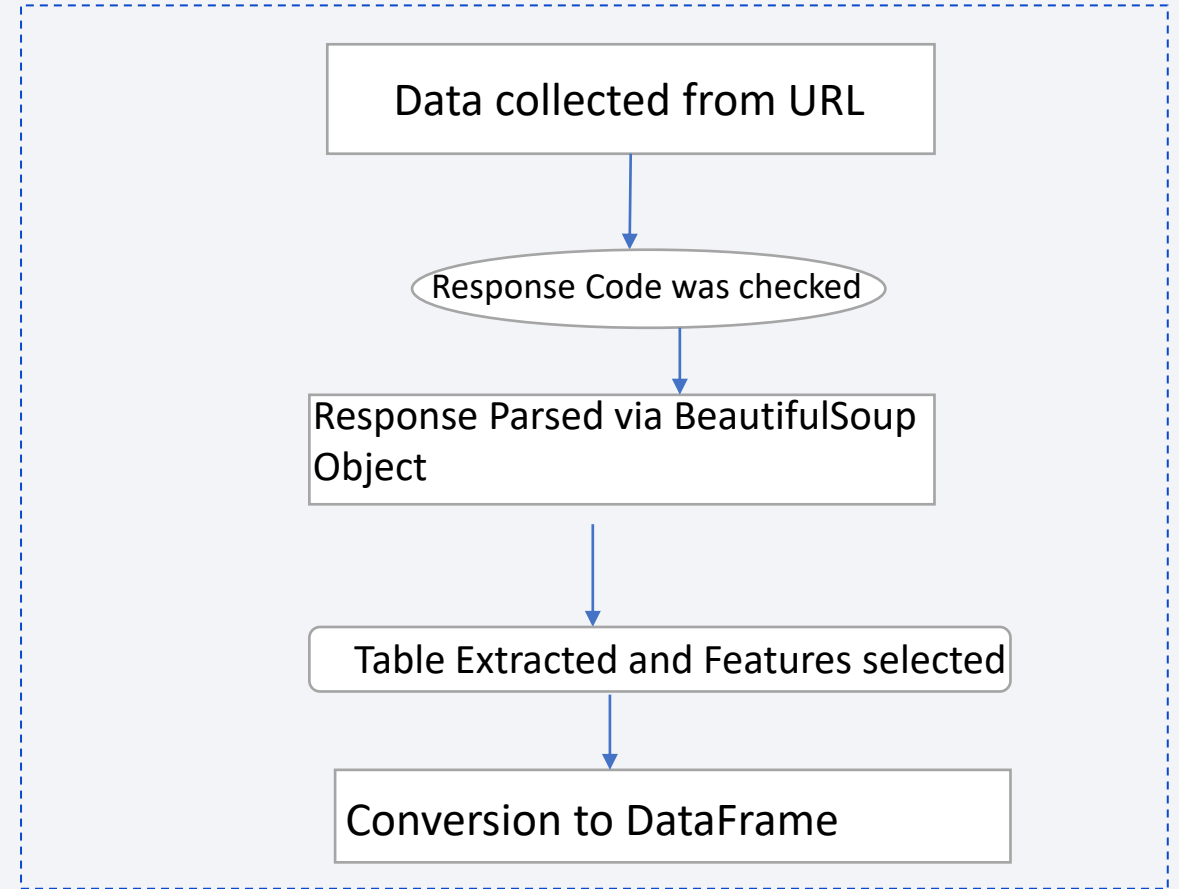 Data collected from URL
Response Code was checked
Response Parsed via BeautifulSoup
Object
Table Extracted and Features selected
Conversion to DataFrame